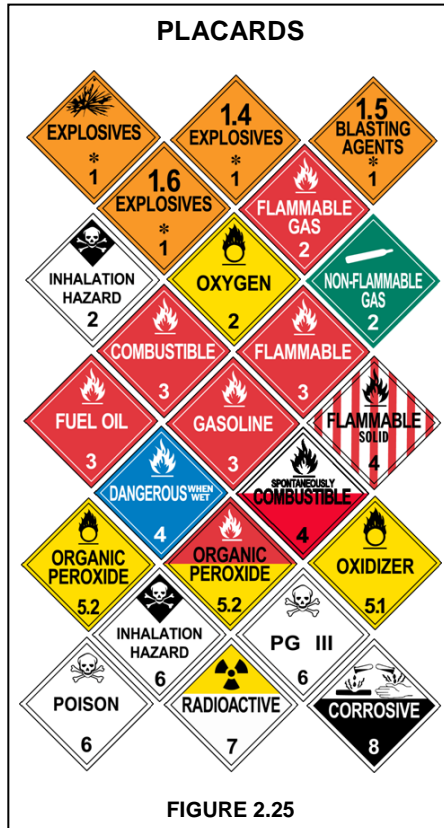 PLACARDS
EXPLOSIVES
*
1
1.4
EXPLOSIVES
*
1
1.5
BLASTING
AGENTS
*
1
1.6
EXPLOSIVES
*
1
FLAMMABLE
GAS
2
INHALATION
HAZARD
2
OXYGEN
2
NON-FLAMMABLE
GAS
2
COMBUSTIBLE
3
FLAMMABLE
3
FUEL OIL
3
GASOLINE
3
FLAMMABLE
SOLID
4
DANGEROUS WHEN
WET
4
SPONTANEOUSLY
COMBUSTIBLE
4
ORGANIC
PEROXIDE
5.2
ORGANIC
PEROXIDE
5.2
OXIDIZER
5.1
INHALATION
HAZARD
6
PG III
6
POISON
6
RADIOACTIVE
7
CORROSIVE
8
FIGURE 2.25